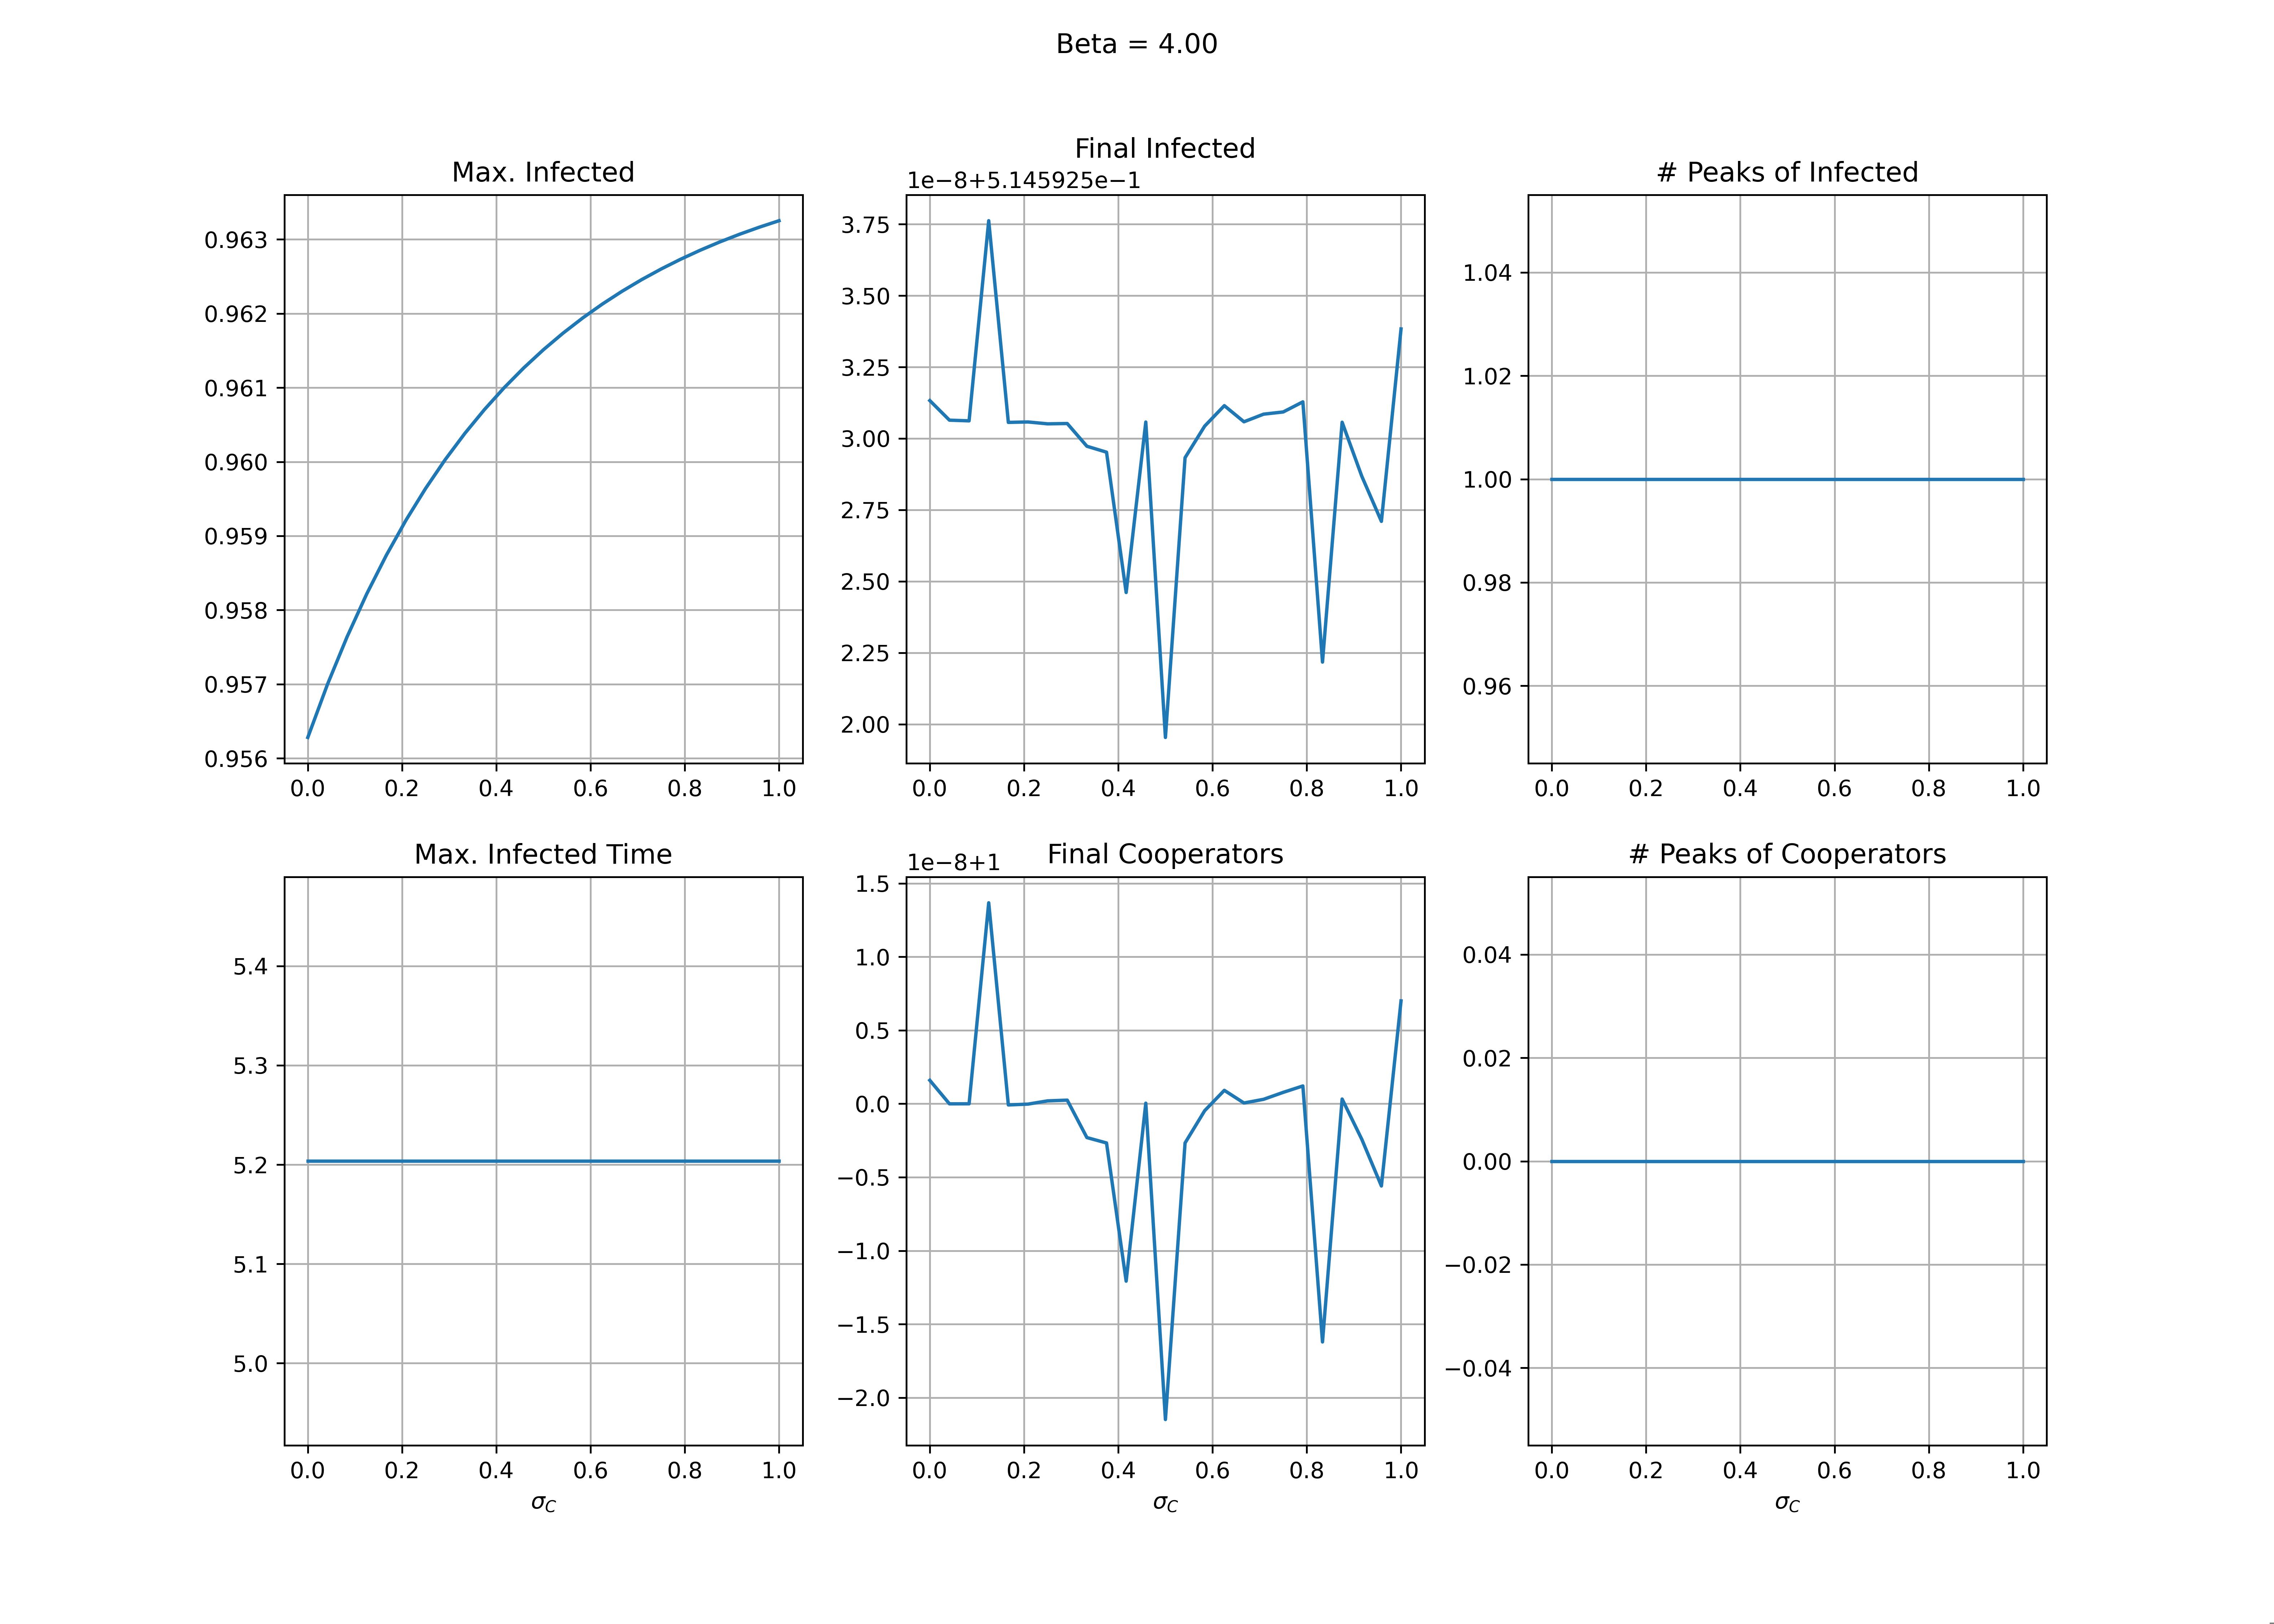 Beta = 4.00
Max. Infected
0.963
0.962
0.961
0.960
0.959
0.958
0.957
0.956
0.0 0.2 0.4 0.6 0.8 1.0
Final Infected
1e−8+5.145925e−1
3.75
3.50
3.25
3.00
2.75
2.50
2.25
2.00
0.0 0.2 0.4 0.6 0.8 1.0
# Peaks of Infected
1.04
1.02
1.00
0.98
0.96
0.0 0.2 0.4 0.6 0.8 1.0
Max. Infected Time
5.4
5.3
5.2
5.1
5.0
0.0 0.2 0.4 0.6 0.8 1.0
σC
Final Cooperators
1e−8+1
1.5
1.0
0.5
0.0
−0.5
−1.0
−1.5
−2.0
0.0 0.2 0.4 0.6 0.8 1.0
σC
# Peaks of Cooperators
0.04
0.02
0.00
−0.02
−0.04
0.0 0.2 0.4 0.6 0.8 1.0
σC